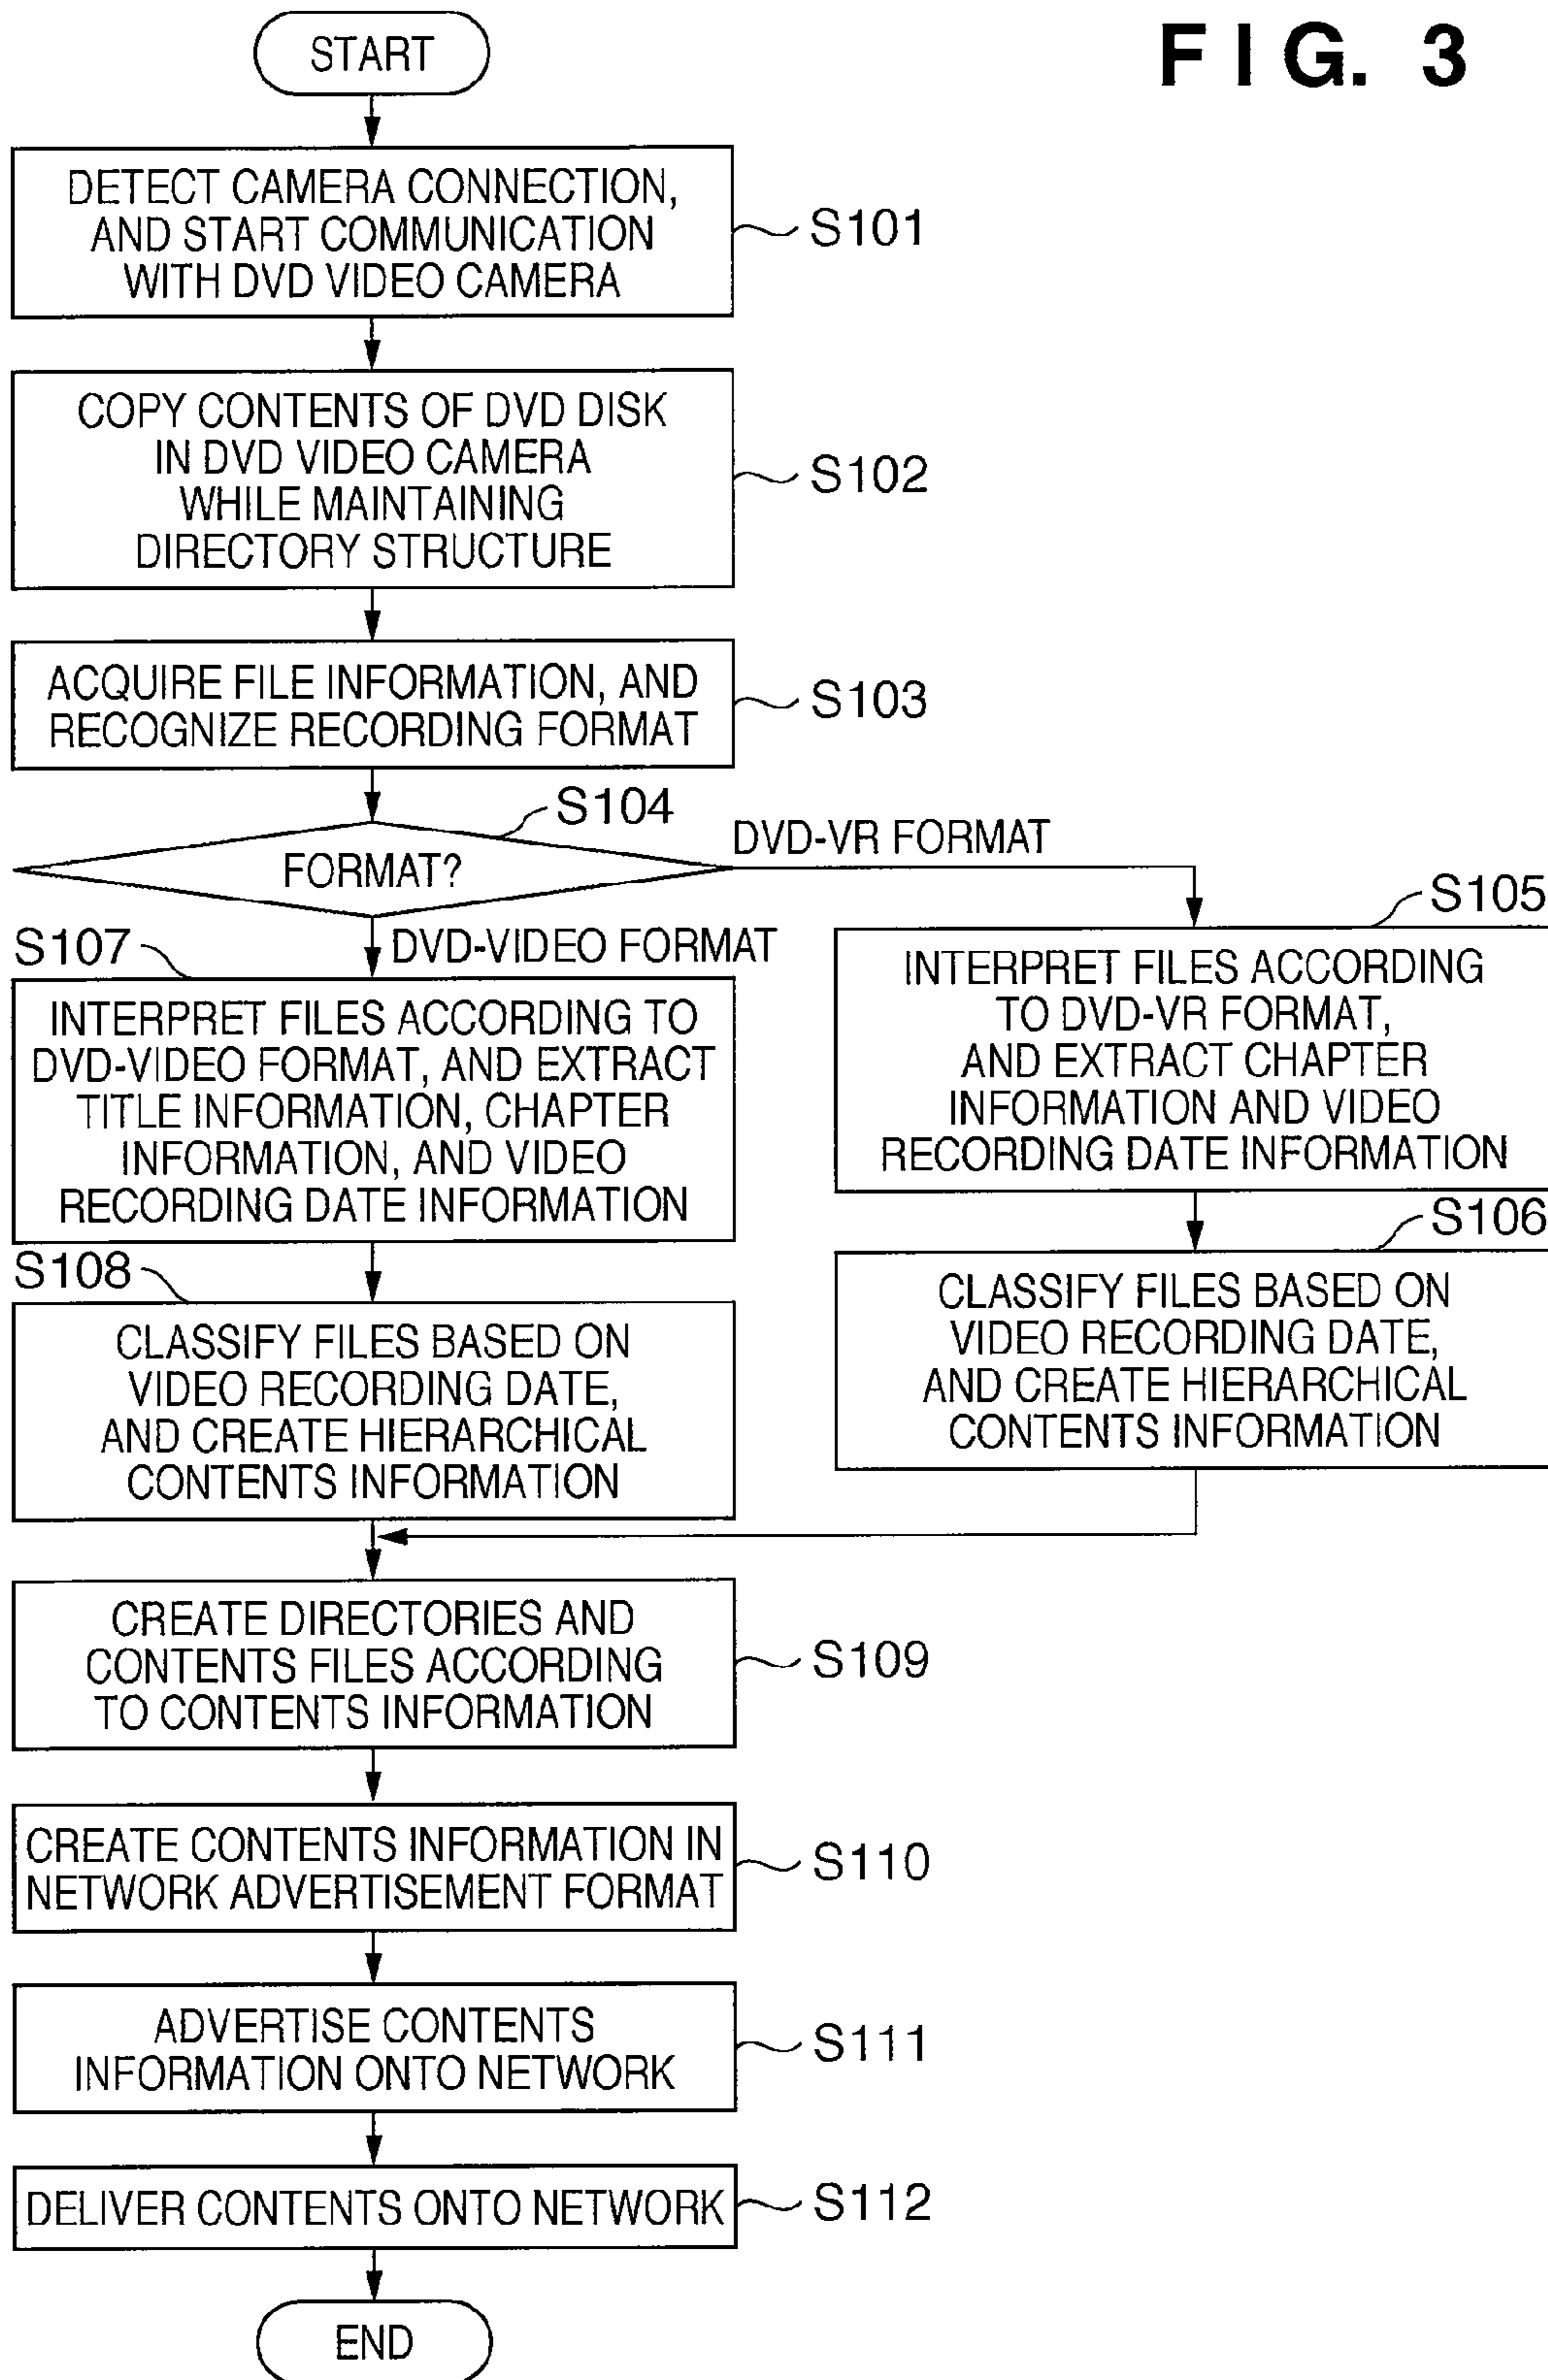 FIG. 3
START
DETECT CAMERA CONNECTION,
AND START COMMUNICATION
WITH DVD VIDEO CAMERA
S101
COPY CONTENTS OF DVD DISK
IN DVD VIDEO CAMERA
WHILE MAINTAINING
DIRECTORY STRUCTURE
S102
ACQUIRE FILE INFORMATION, AND
RECOGNIZE RECORDING FORMAT
S103
S104
FORMAT?
DVD-VR FORMAT
DVD-VIDEO FORMAT
S105
INTERPRET FILES ACCORDING
TO DVD-VR FORMAT,
AND EXTRACT CHAPTER
INFORMATION AND VIDEO
RECORDING DATE INFORMATION
S106
CLASSIFY FILES BASED ON
VIDEO RECORDING DATE,
AND CREATE HIERARCHICAL
CONTENTS INFORMATION
S107
INTERPRET FILES ACCORDING TO
DVD-VIDEO FORMAT, AND EXTRACT
TITLE INFORMATION, CHAPTER
INFORMATION, AND VIDEO
RECORDING DATE INFORMATION
S108
CLASSIFY FILES BASED ON
VIDEO RECORDING DATE,
AND CREATE HIERARCHICAL
CONTENTS INFORMATION
CREATE DIRECTORIES AND
CONTENTS FILES ACCORDING
TO CONTENTS INFORMATION
S109
CREATE CONTENTS INFORMATION IN
NETWORK ADVERTISEMENT FORMAT
S110
ADVERTISE CONTENTS
INFORMATION ONTO NETWORK
S111
DELIVER CONTENTS ONTO NETWORK
S112
END